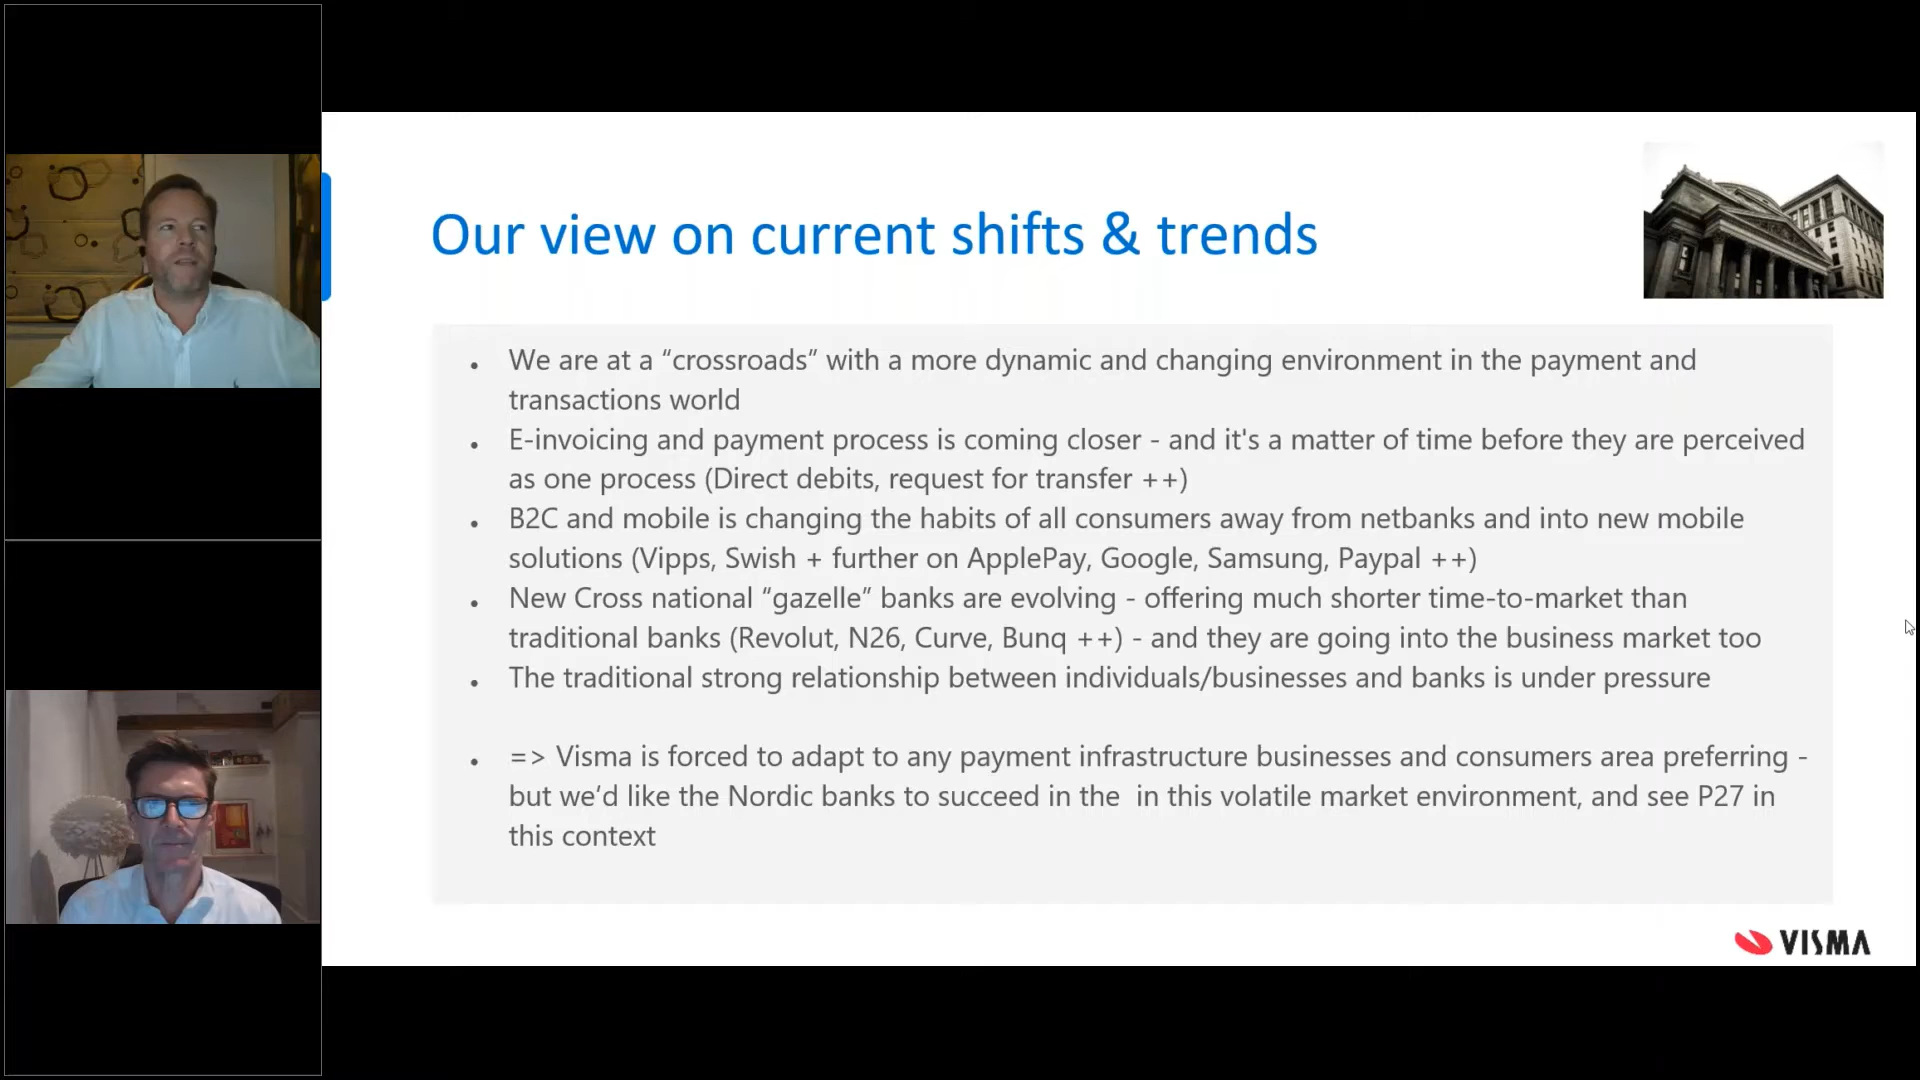 Our view on current shifts & trends
• We are at a “crossroads” with a more dynamic and changing environment in the payment and
transactions world
• E-invoicing and payment process is coming closer - and it's a matter of time before they are perceived
as one process (Direct debits, request for transfer ++)
• B2C and mobile is changing the habits of all consumers away from netbanks and into new mobile
solutions (Vipps, Swish + further on ApplePay, Google, Samsung, Paypal ++)
• New Cross national “gazelle” banks are evolving - offering much shorter time-to-market than
traditional banks (Revolut, N26, Curve, Bunq ++) - and they are going into the business market too
• The traditional strong relationship between individuals/businesses and banks is under pressure
• => Visma is forced to adapt to any payment infrastructure businesses and consumers area preferring -
but we’d like the Nordic banks to succeed in the  in this volatile market environment, and see P27 in
this context
VISMA